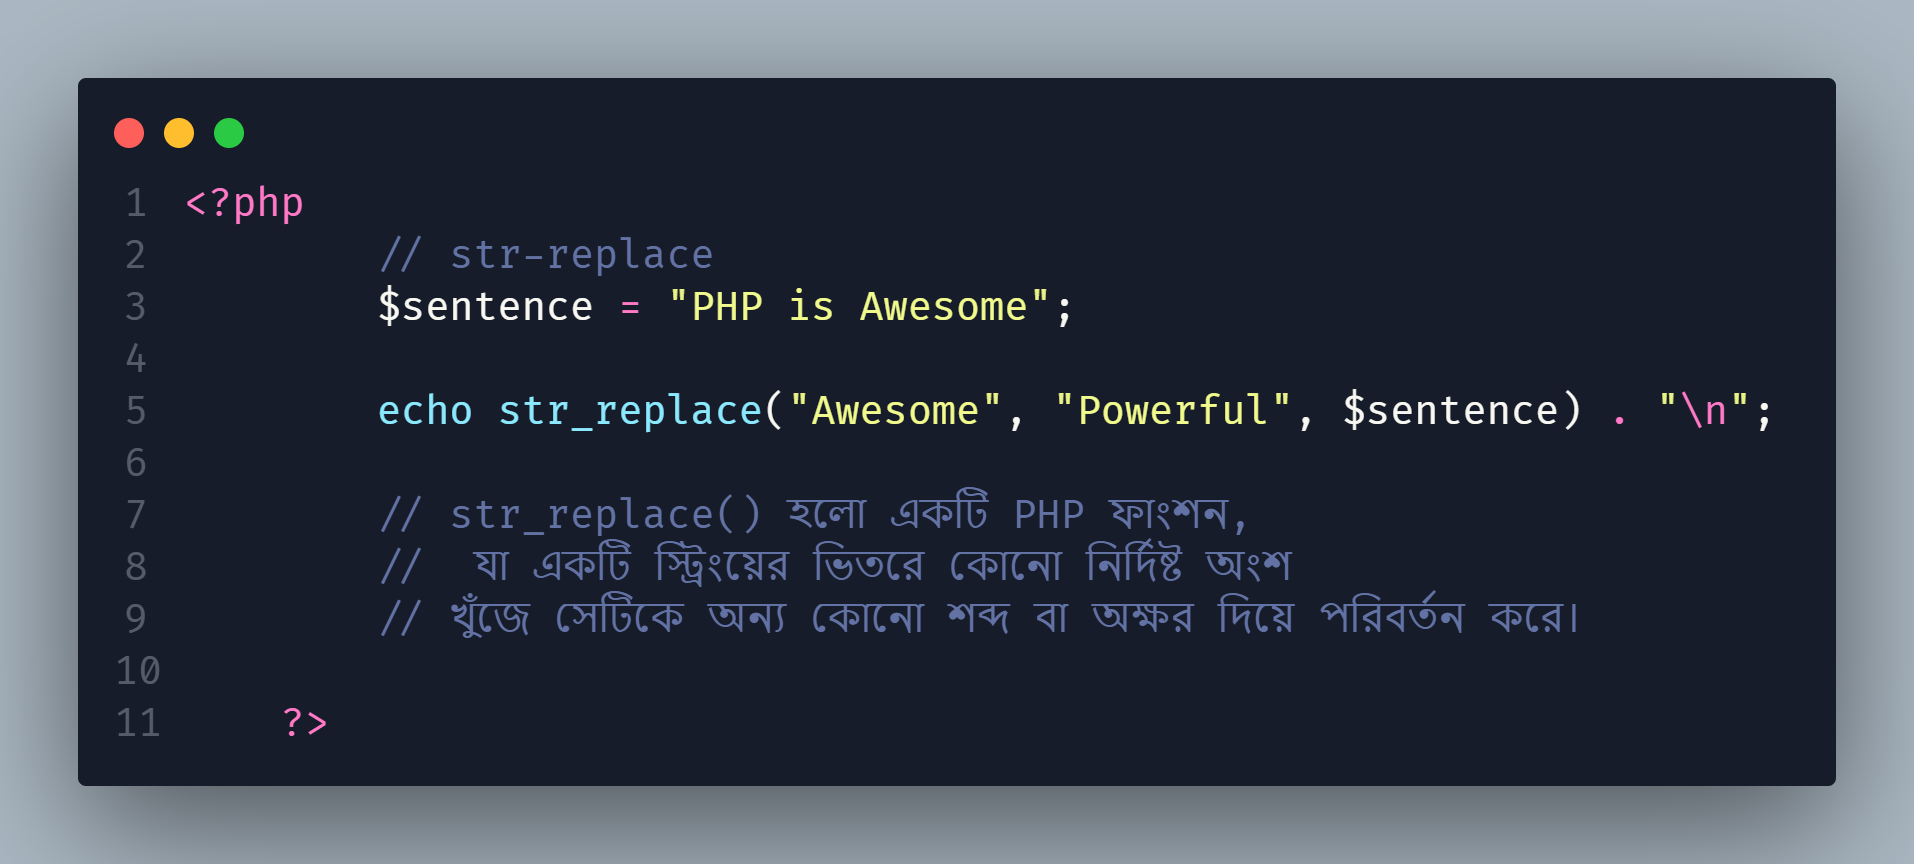 1 <?php
2 // str-replace
3 $sentence = "PHP is Awesome";
4
5 echo str_replace("Awesome", "Powerful", $sentence) . "\n";
6
7 // str_replace() হলো একটি PHP ফাংশন,
8 //  যা একটি স্ট্রিংয়ের ভিতরে কোনো নির্দিষ্ট অংশ
9 // খুঁজে সেটিকে অন্য কোনো শব্দ বা অক্ষর দিয়ে পরিবর্তন করে।
10
11 ?>